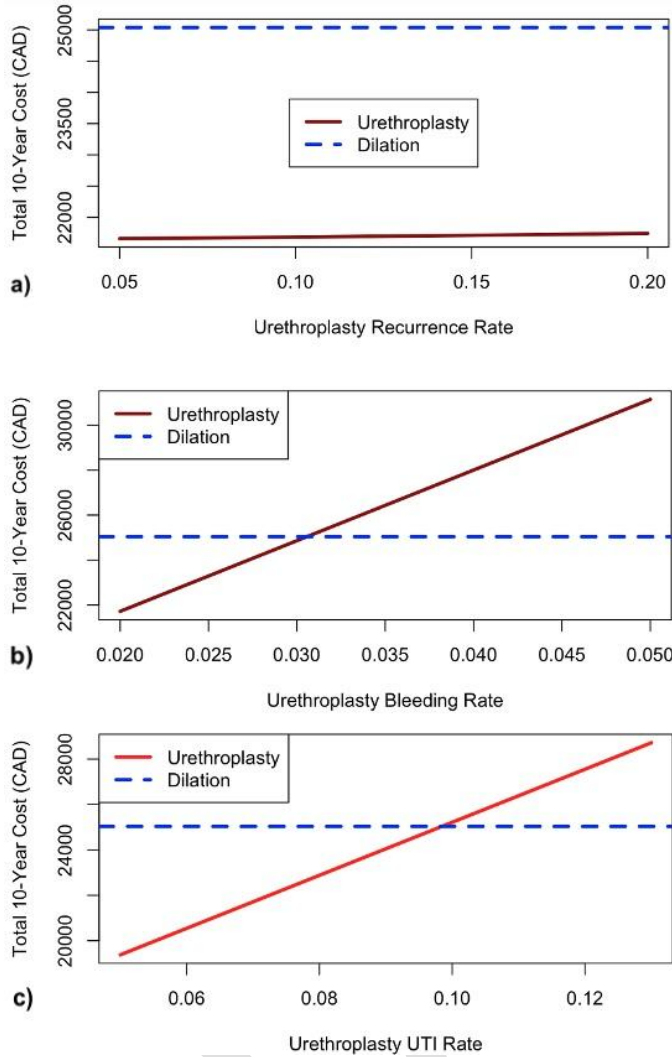 Total 10-Year Cost (CAD)
25000
23500
22000
Urethroplasty
Dilation
a)
0.05 0.10 0.15 0.20
Urethroplasty Recurrence Rate
Total 10-Year Cost (CAD)
30000
26000
22000
Urethroplasty
Dilation
b)
0.020 0.025 0.030 0.035 0.040 0.045 0.050
Urethroplasty Bleeding Rate
Total 10-Year Cost (CAD)
28000
24000
20000
Urethroplasty
Dilation
c)
0.06 0.08 0.10 0.12
Urethroplasty UTI Rate